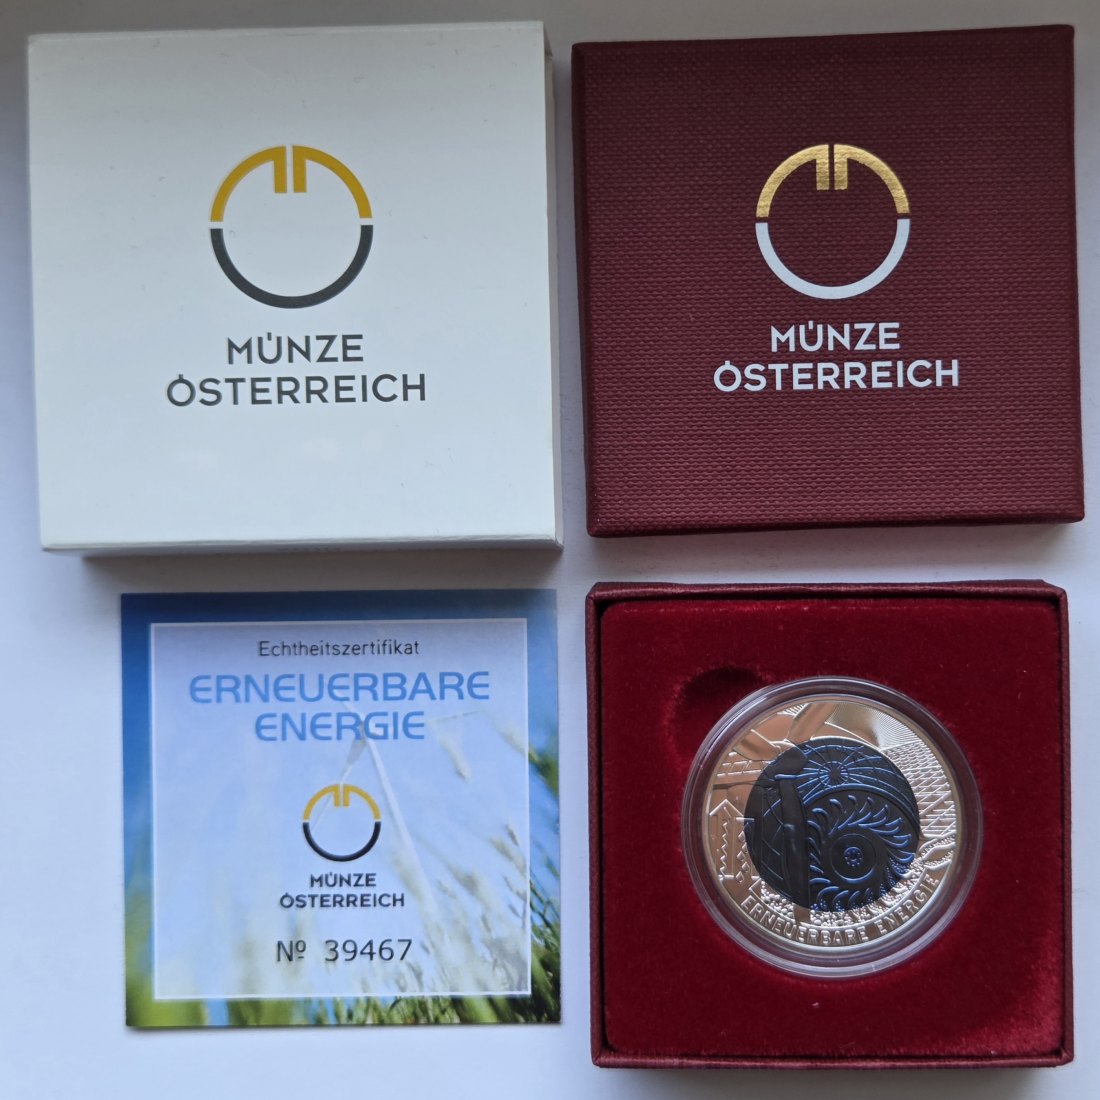 MÜNZE
ÖSTERREICH
MÜNZE
ÖSTERREICH
Echtheitszertifikat
ERNEUERBARE
ENERGIE
MÜNZE
ÖSTERREICH
Nº 39467
ERNEUERBARE ENERGIE